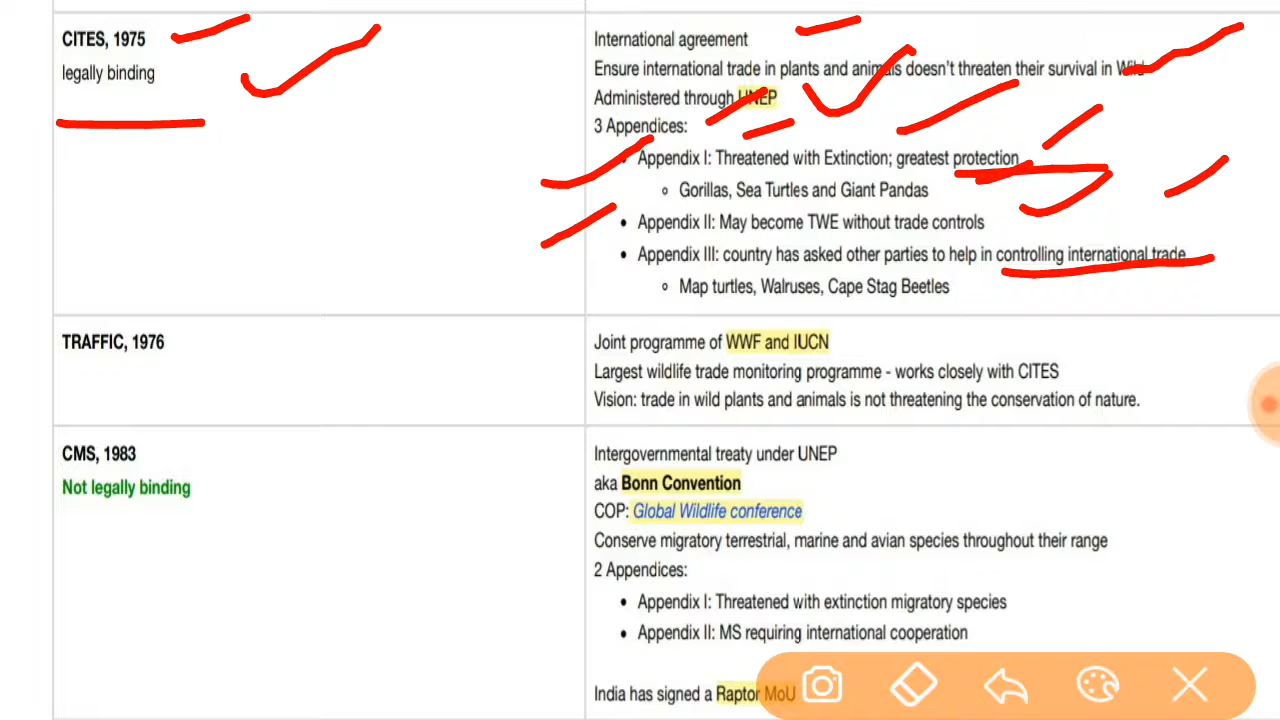 CITES, 1975
legally binding
International agreement
Ensure international trade in plants and animals doesn't threaten their survival in Wild
Administered through UNEP
3 Appendices:
Appendix I: Threatened with Extinction; greatest protection
Gorillas, Sea Turtles and Giant Pandas
Appendix II: May become TWE without trade controls
Appendix III: country has asked other parties to help in controlling international trade
Map turtles, Walruses, Cape Stag Beetles
TRAFFIC, 1976
Joint programme of WWF and IUCN
Largest wildlife trade monitoring programme - works closely with CITES
Vision: trade in wild plants and animals is not threatening the conservation of nature.
CMS, 1983
Not legally binding
Intergovernmental treaty under UNEP
aka Bonn Convention
COP: Global Wildlife conference
Conserve migratory terrestrial, marine and avian species throughout their range
2 Appendices:
Appendix I: Threatened with extinction migratory species
Appendix II: MS requiring international cooperation
India has signed a Raptor MoU